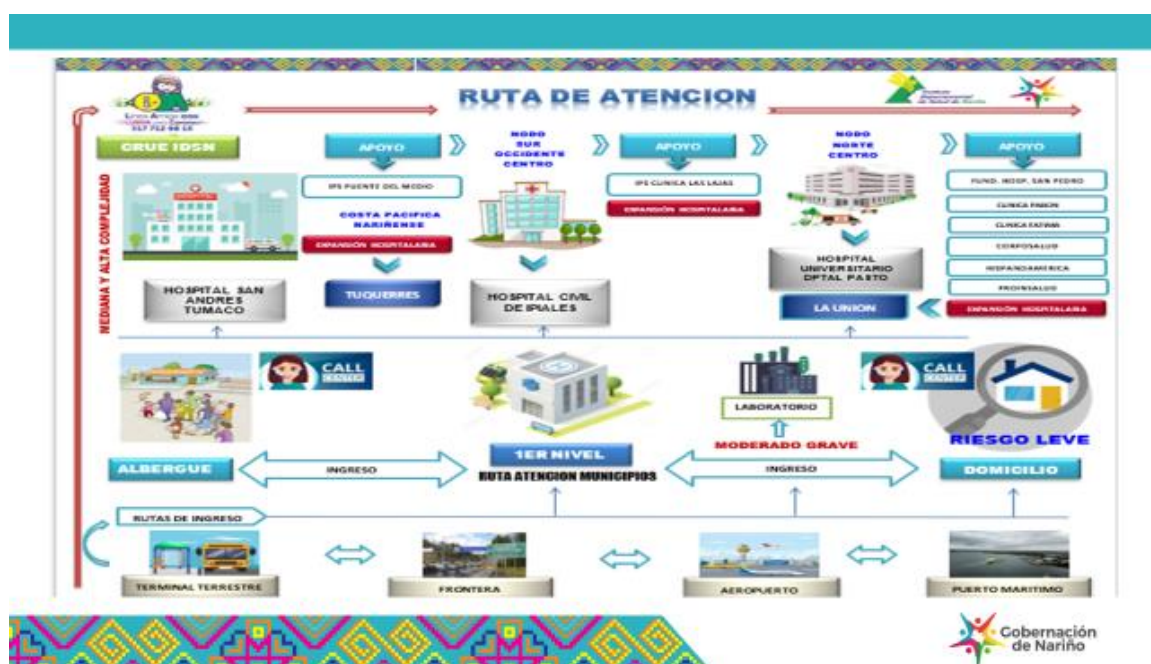 RUTA DE ATENCION
CRUE IDSN
APOYO
IPS PUENTE DEL MEDIO
COSTA PACIFICA
NARIÑENSE
EXPANSIÓN HOSPITALARIA
TUQUERRES
NODO
SUR
OCCIDENTE
CENTRO
APOYO
IPS CLINICA LAS LAJAS
EXPANSIÓN HOSPITALARIA
NODO
NORTE
CENTRO
APOYO
FUND. HOSP. SAN PEDRO
CLINICA PABON
CLINICA FATIMA
CORPOSALUD
HISPANOAMÉRICA
PROINSALUD
EXPANSIÓN HOSPITALARIA
MEDIANA Y ALTA COMPLEJIDAD
HOSPITAL
HOSPITAL SAN
ANDRES
TUMACO
HOSPITAL CIVIL
DE IPIALES
HOSPITAL
UNIVERSITARIO
DPTAL PASTO
LA UNION
CALL
CENTER
CALL
CENTER
LABORATORIO
MODERADO GRAVE
RIESGO LEVE
ALBERGUE
INGRESO
1ER NIVEL
RUTA ATENCION MUNICIPIOS
INGRESO
DOMICILIO
RUTAS DE INGRESO
TERMINAL TERRESTRE
FRONTERA
AEROPUERTO
PUERTO MARITIMO
Gobernación
de Nariño